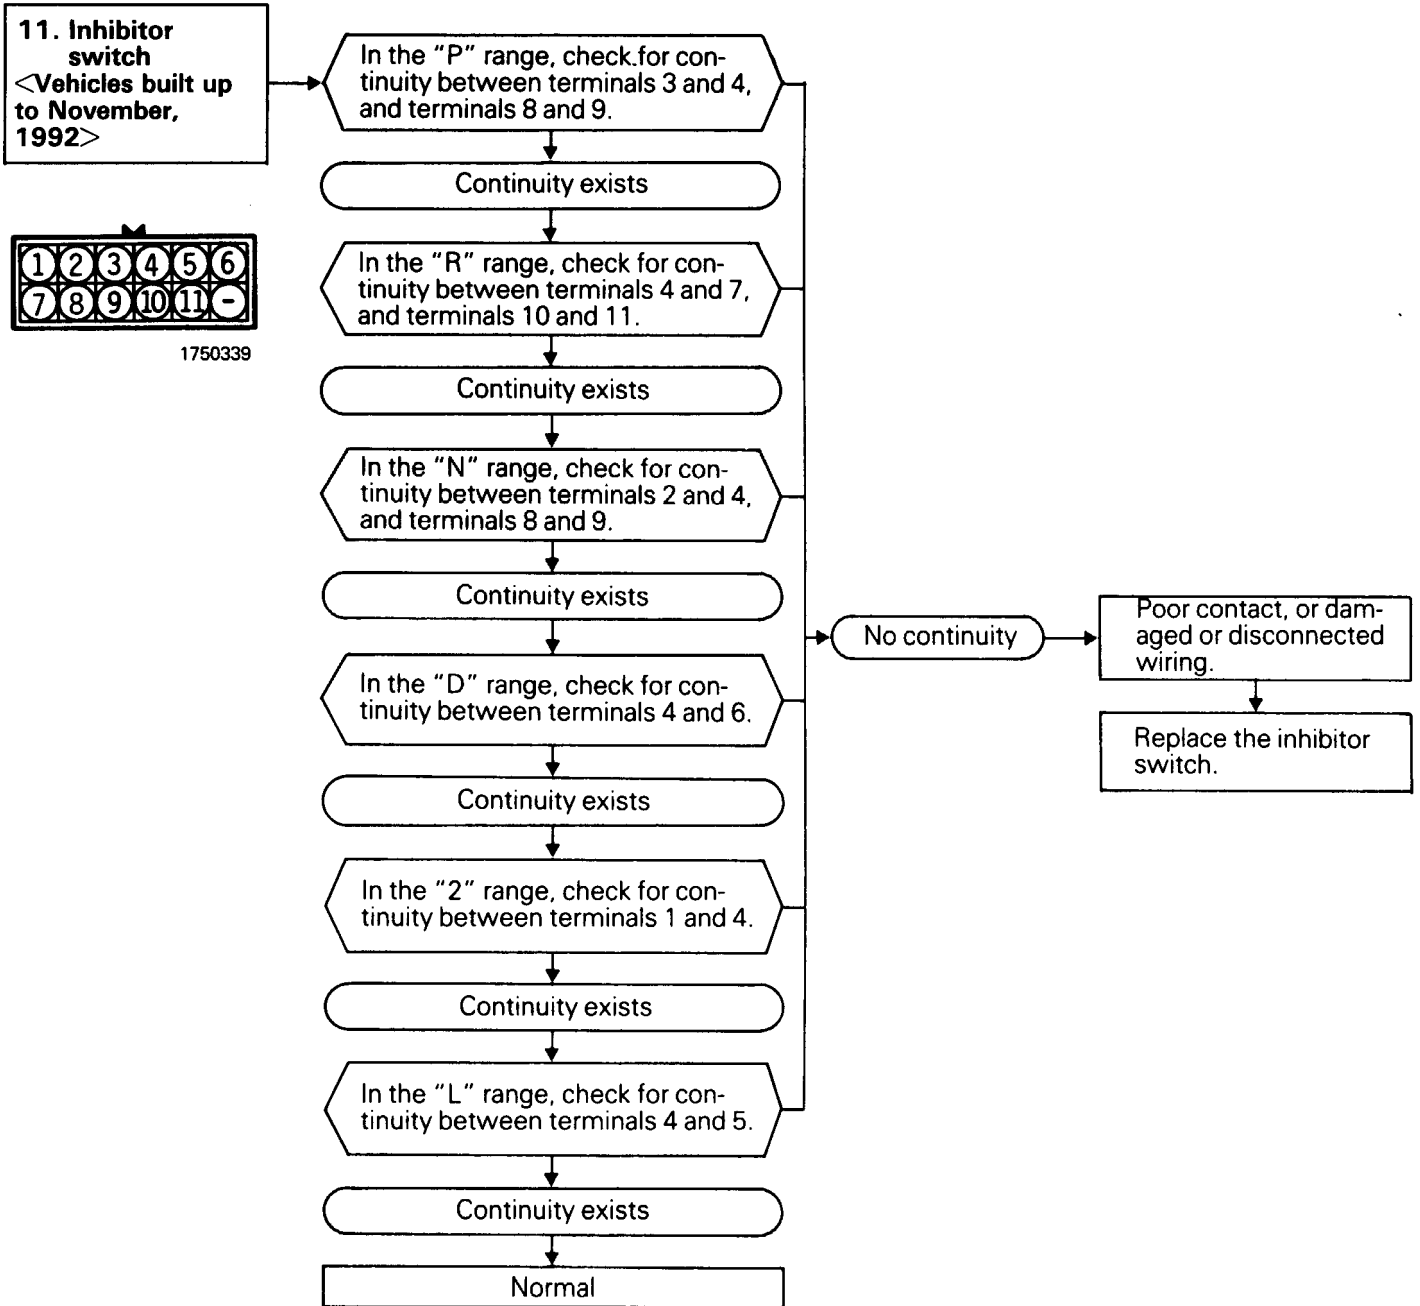 11. Inhibitor
switch
<Vehicles built up
to November,
1992>
1 2 3 4 5 6
7 8 9 10 11 -
1750339
In the "P" range, check for con-
tinuity between terminals 3 and 4,
and terminals 8 and 9.
Continuity exists
In the "R" range, check for con-
tinuity between terminals 4 and 7,
and terminals 10 and 11.
Continuity exists
In the "N" range, check for con-
tinuity between terminals 2 and 4,
and terminals 8 and 9.
Continuity exists
In the "D" range, check for con-
tinuity between terminals 4 and 6.
Continuity exists
In the "2" range, check for con-
tinuity between terminals 1 and 4.
Continuity exists
In the "L" range, check for con-
tinuity between terminals 4 and 5.
Continuity exists
Normal
No continuity
Poor contact, or dam-
aged or disconnected
wiring.
Replace the inhibitor
switch.